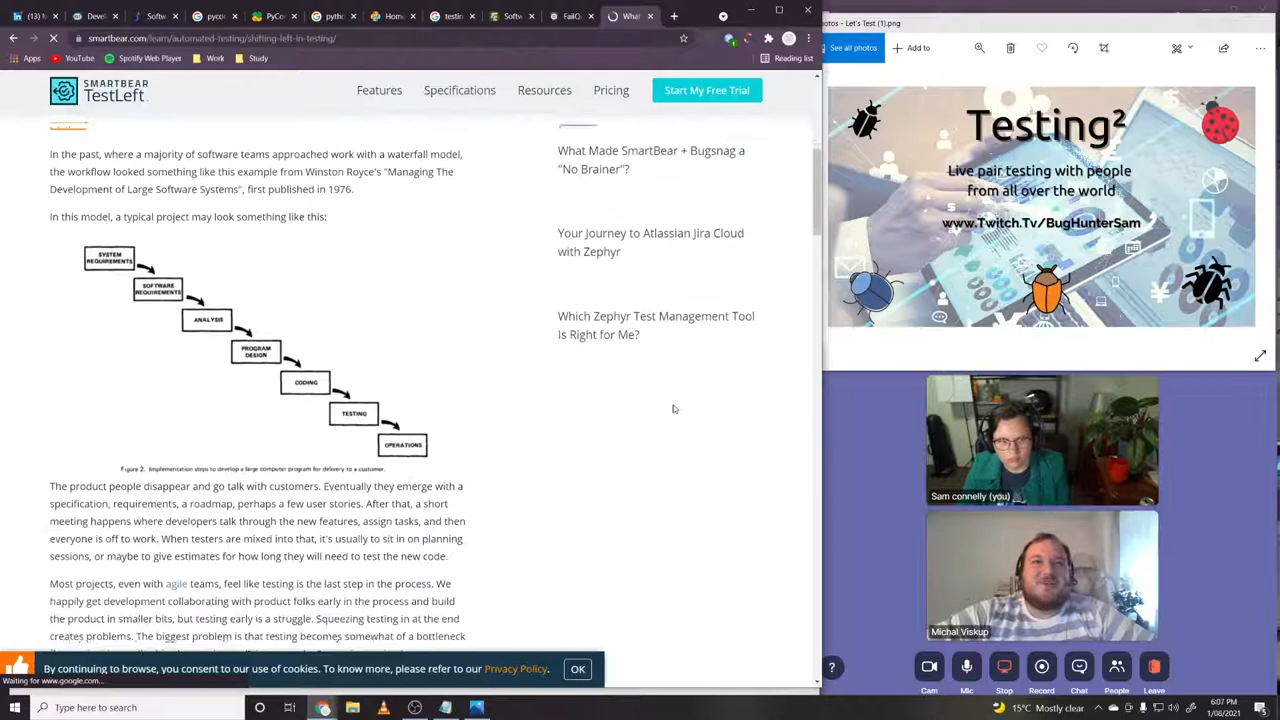 (1)
pycon
PyCo
pyth
Home
testin
Softw
FailQ
What
smartbear.com/learn/automated-testing/shifting-left-in-testing/
Apps
YouTube
Spotify Web Player
Work
Study
Reading list
SMARTBEAR
TestLeft
Features
Specifications
Resources
Pricing
Start My Free Trial
In the past, where a majority of software teams approached work with a waterfall model,
the workflow looked something like this example from Winston Royce's "Managing The
Development of Large Software Systems", first published in 1976.
In this model, a typical project may look something like this:
SYSTEM
REQUIREMENTS
SOFTWARE
REQUIREMENTS
ANALYSIS
PROGRAM
DESIGN
CODING
TESTING
OPERATIONS
Figure 2. Implementation steps to develop a large computer program for delivery to a customer.
The product people disappear and go talk with customers. Eventually they emerge with a
specification, requirements, a roadmap, perhaps a few user stories. After that, a short
meeting happens where developers talk through the new features, assign tasks, and then
everyone is off to work. When testers are mixed into that, it's usually to sit in on planning
sessions, or maybe to give estimates for how long they will need to test the new code.
Most projects, even with agile teams, feel like testing is the last step in the process. We
happily get development collaborating with product folks early in the process and build
the product in smaller bits, but testing early is a struggle. Squeezing testing in at the end
creates problems. The biggest problem is that testing becomes somewhat of a bottleneck
What Made SmartBear + Bugsnag a
"No Brainer"?
Your Journey to Atlassian Jira Cloud
with Zephyr
Which Zephyr Test Management Tool
Is Right for Me?
By continuing to browse, you consent to our use of cookies. To know more, please refer to our Privacy Policy.
OK
Waiting for www.google.com...
otos - Let's Test (1).png
See all photos
Add to
Testing²
Live pair testing with people
from all over the world
www.Twitch.Tv/BugHunterSam
Sam connelly (you)
Michal Viskup
?
Cam
Mic
Stop
Record
Chat
People
Leave
Type here to search
15°C Mostly clear
6:07 PM
1/08/2021